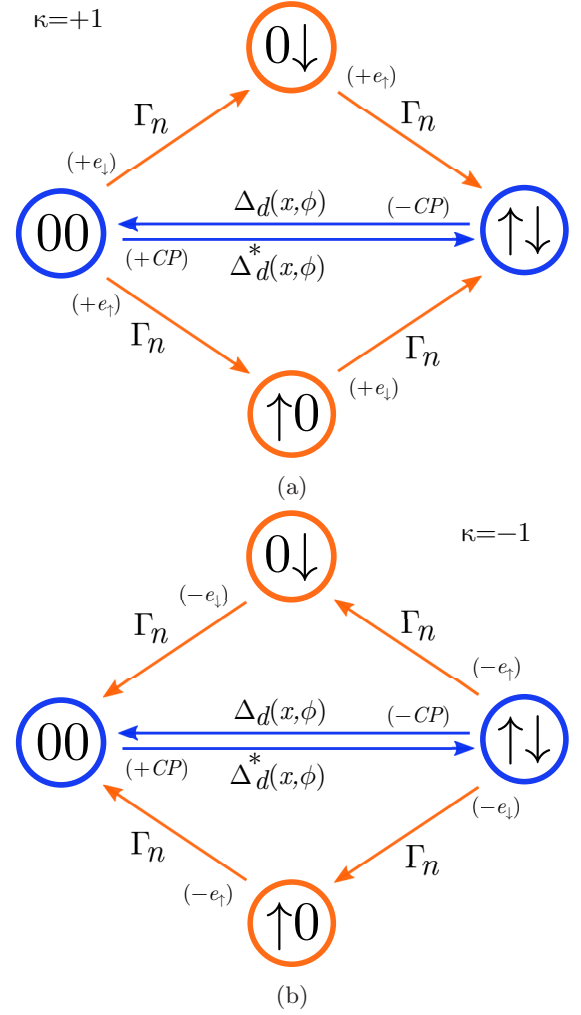 κ=+1
0↓
(+e↑)
Γn
Γn
(+e↓)
Δd(x,ϕ)
(−CP)
00
↑↓
(+CP)
Δ*d(x,ϕ)
(+e↑)
Γn
Γn
(+e↓)
↑0
(a)
κ=−1
0↓
(−e↓)
Γn
Γn
(−e↑)
Δd(x,ϕ)
(−CP)
00
↑↓
(+CP)
Δ*d(x,ϕ)
(−e↓)
Γn
Γn
(−e↑)
↑0
(b)